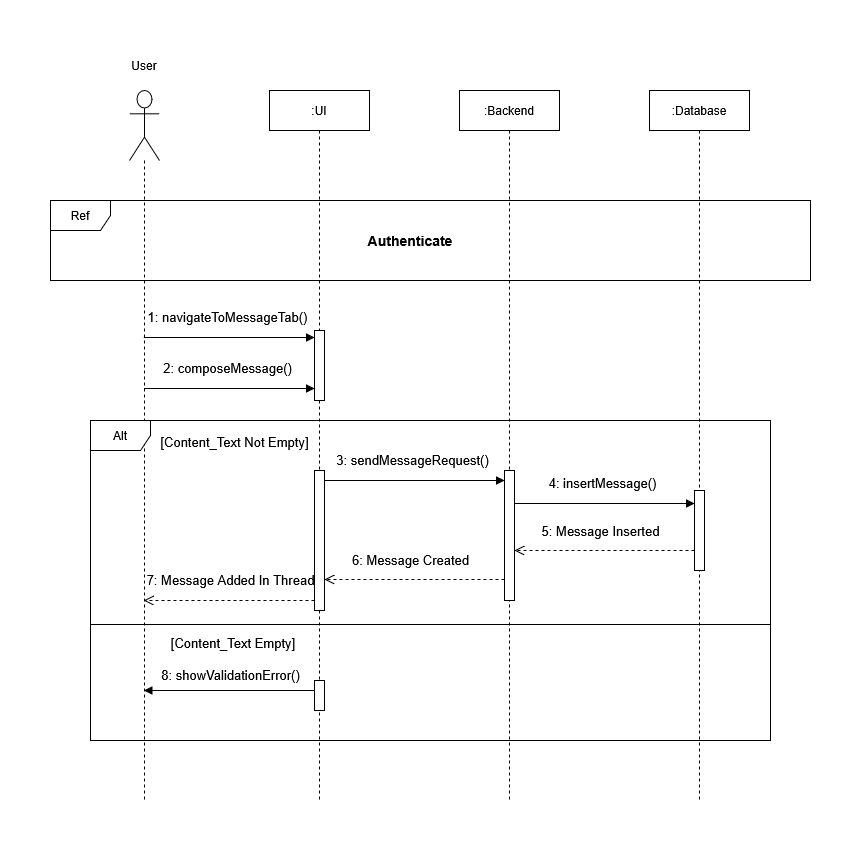 User
:UI
:Backend
:Database
Ref
Authenticate
1: navigateToMessageTab()
2: composeMessage()
Alt
[Content_Text Not Empty]
3: sendMessageRequest()
4: insertMessage()
5: Message Inserted
6: Message Created
7: Message Added In Thread
[Content_Text Empty]
8: showValidationError()